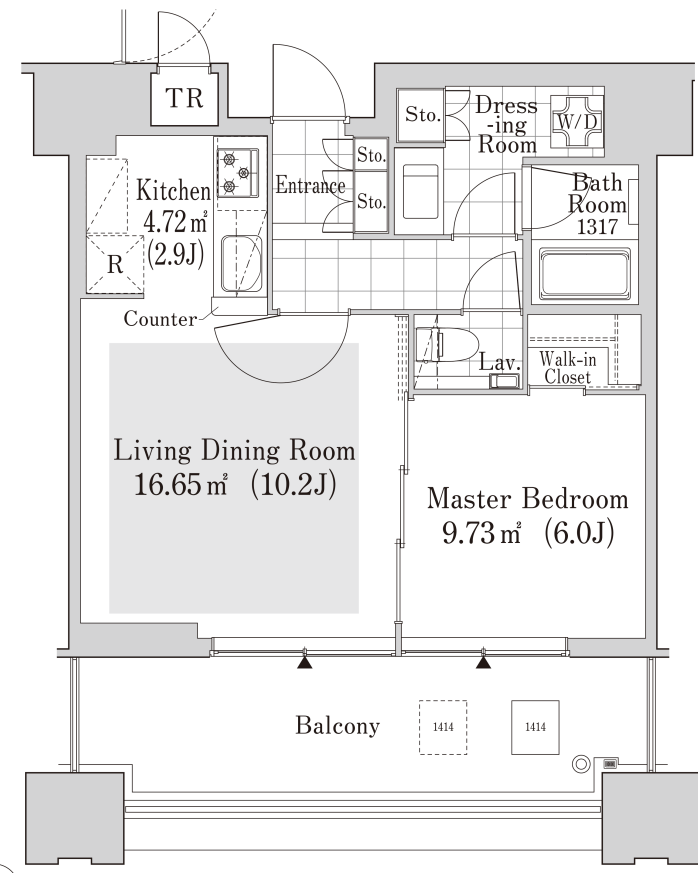 TR
Sto.
Dress
-ing
Room
W/D
Sto.
Sto.
Entrance
Kitchen
4.72㎡
(2.9J)
R
Counter
Bath
Room
1317
Lav.
Walk-in
Closet
Living Dining Room
16.65㎡ (10.2J)
Master Bedroom
9.73㎡ (6.0J)
Balcony
1414
1414